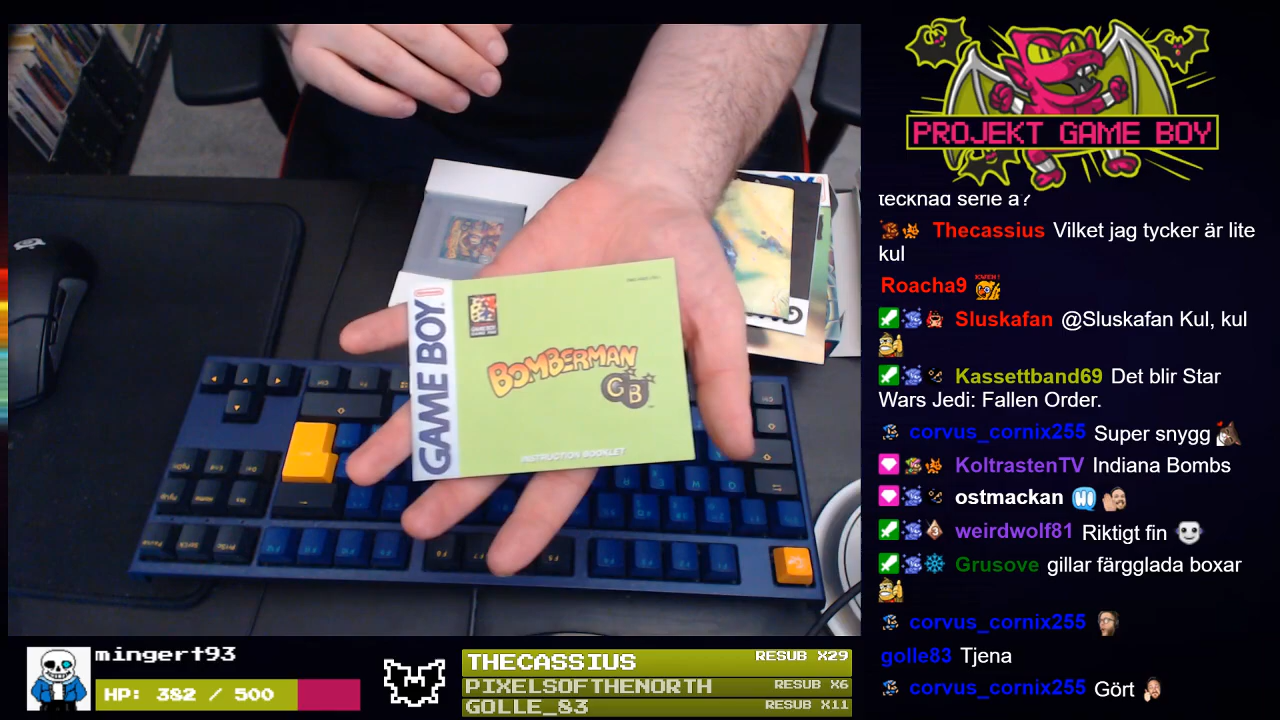 PROJEKT GAME BOY
tecknad serie å?
Thecassius Vilket jag tycker är lite
kul
Roacha9
Sluskafan @Sluskafan Kul, kul
Kassettband69 Det blir Star
Wars Jedi: Fallen Order.
corvus_cornix255 Super snygg
KoltrastenTV Indiana Bombs
ostmackan HI
weirdwolf81 Riktigt fin
Grusove gillar färgglada boxar
corvus_cornix255
golle83 Tjena
corvus_cornix255 Gört
Nintendo
GAME BOY
BOMBERMAN
GB
INSTRUCTION BOOKLET
mingert93
HP: 382 / 500
THECASSIUS RESUB X29
PIXELSOFTHENORTH RESUB X6
GOLLE_83 RESUB X11